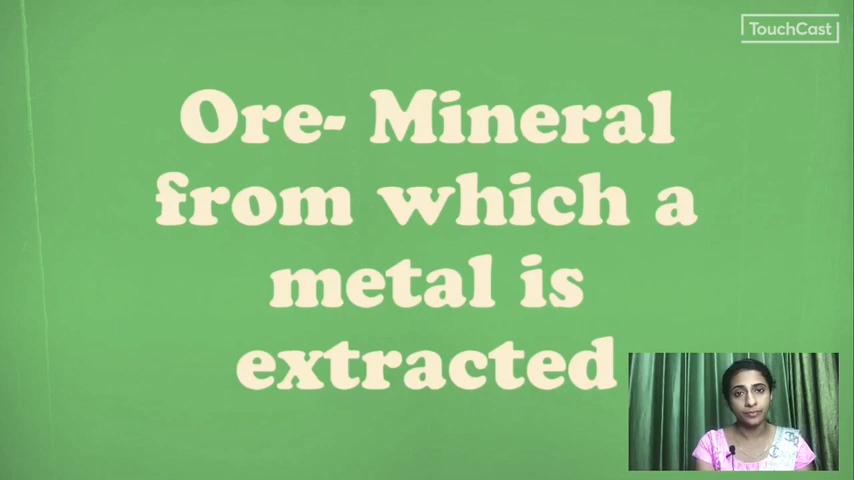 TouchCast
Ore- Mineral
from which a
metal is
extracted